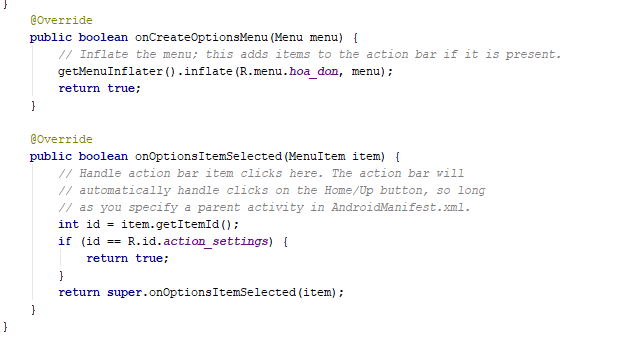 }
@Override
public boolean onCreateOptionsMenu(Menu menu) {
// Inflate the menu; this adds items to the action bar if it is present.
getMenuInflater().inflate(R.menu.hoa_don, menu);
return true;
}
@Override
public boolean onOptionsItemSelected(MenuItem item) {
// Handle action bar item clicks here. The action bar will
// automatically handle clicks on the Home/Up button, so long
// as you specify a parent activity in AndroidManifest.xml.
int id = item.getItemId();
if (id == R.id.action_settings) {
return true;
}
return super.onOptionsItemSelected(item);
}
}